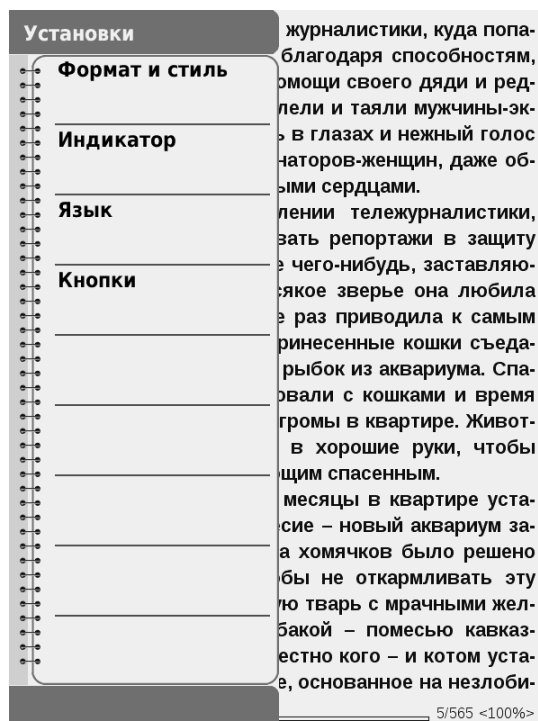 Установки
Формат и стиль
Индикатор
Язык
Кнопки
журналистики, куда попа-
благодаря способностям,
омощи своего дяди и ред-
лели и таяли мужчины-эк-
ь в глазах и нежный голос
наторов-женщин, даже об-
ыми сердцами.
лении тележурналистики,
вать репортажи в защиту
е чего-нибудь, заставляю-
сякое зверье она любила
е раз приводила к самым
ринесенные кошки съеда-
рыбок из аквариума. Спа-
овали с кошками и время
громы в квартире. Живот-
в хорошие руки, чтобы
ющим спасенным.
месяцы в квартире уста-
есие – новый аквариум за-
а хомячков было решено
обы не откармливать эту
ую тварь с мрачными жел-
бакой – помесью кавказ-
естно кого – и котом уста-
е, основанное на незлоби-
5/565 <100%>